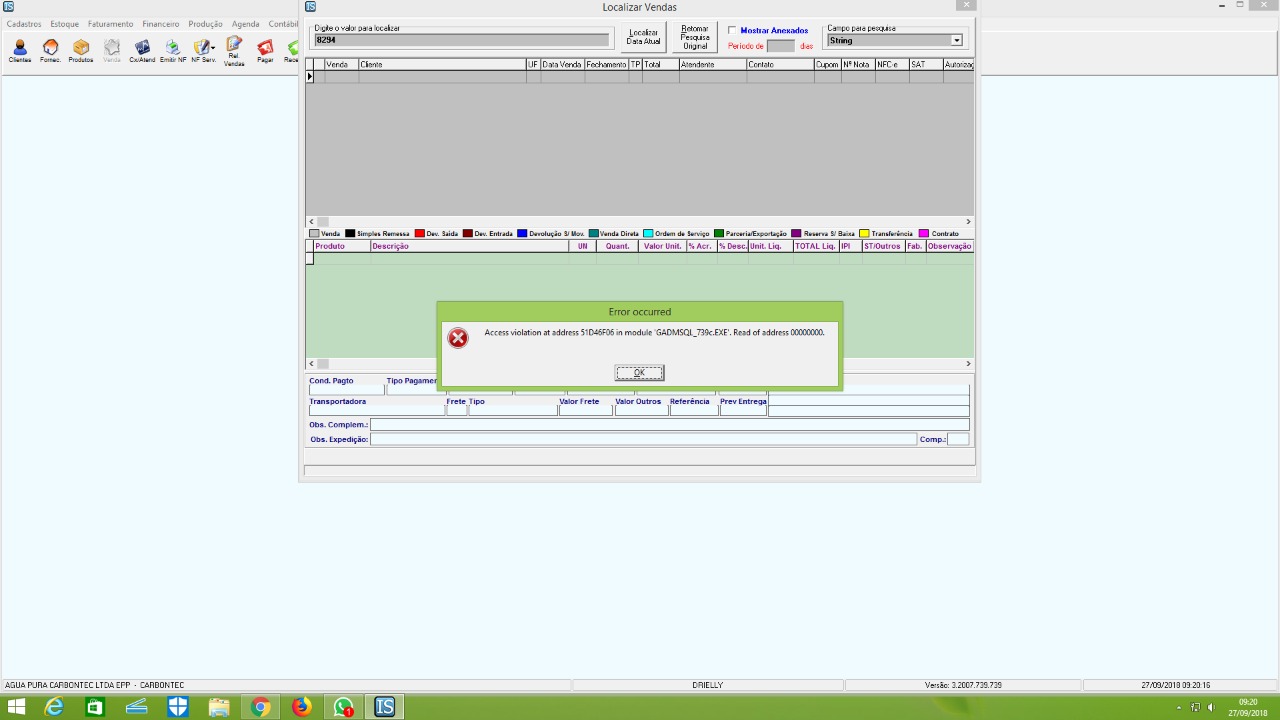 IS
IS
Localizar Vendas
Cadastros Estoque Faturamento Financeiro Produção Agenda Contábi
Digite o valor para localizar
8294
Localizar
Data Atual
Retornar
Pesquisa
Original
Mostrar Anexados
Período de dias
Campo para pesquisa
String
Clientes Fornec. Produtos Venda Cx/Atend Emitir NF NF Serv. Rel. Vendas Pagar Rece
Venda Cliente UF Data Venda Fechamento TP Total Atendente Contato Cupom Nº Nota NFC-e SAT Autorizaç
Venda Simples Remessa Dev. Saída Dev. Entrada Devolução S/ Mov. Venda Direta Ordem de Serviço Parceria/Exportação Reserva S/ Baixa Transferência Contrato
Produto Descrição UN Quant. Valor Unit. % Acr. % Desc. Unit. Liq. TOTAL Liq. IPI ST/Outros Fab. Observação
Error occurred
Access violation at address 51D46F06 in module 'GADMSQL_739c.EXE'. Read of address 00000000.
OK
Cond. Pagto Tipo Pagamen
Transportadora Frete Tipo Valor Frete Valor Outros Referência Prev Entrega
Obs. Complem.:
Obs. Expedição: Comp.:
AGUA PURA CARBONTEC LTDA EPP - CARBONTEC DRIELLY Versão: 3.2007.739.739 27/09/2018 09:20:16
1
IS
09:20
27/09/2018